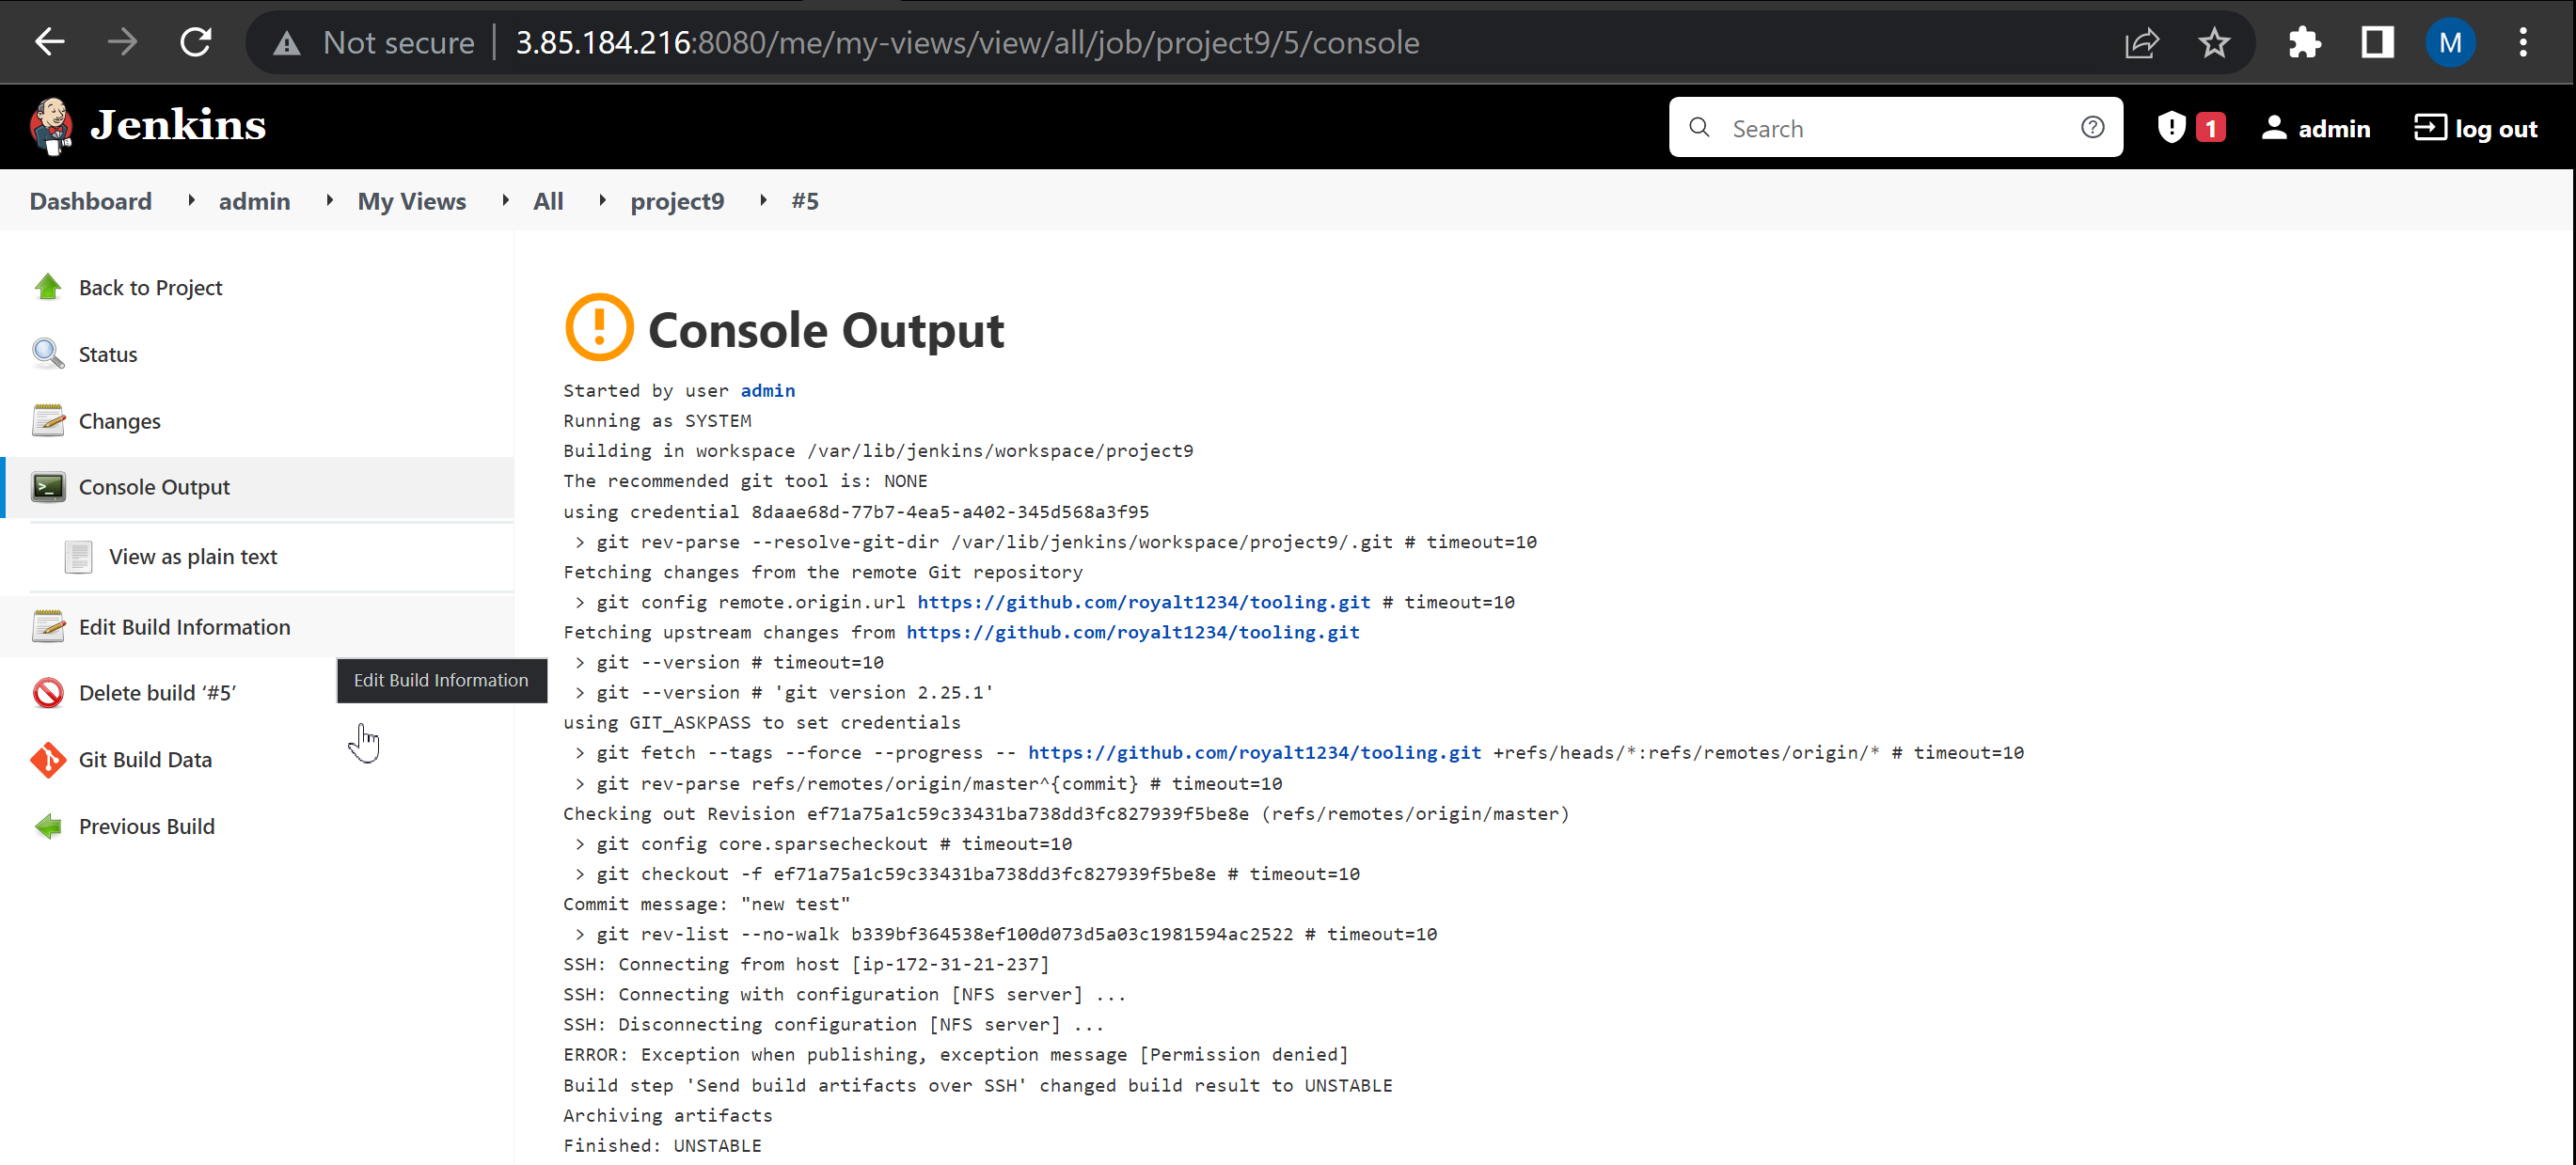 Not secure 3.85.184.216:8080/me/my-views/view/all/job/project9/5/console
M
Jenkins
Search
1
admin
log out
Dashboard admin My Views All project9 #5
Back to Project
Status
Changes
Console Output
View as plain text
Edit Build Information
Edit Build Information
Delete build ‘#5’
Git Build Data
Previous Build
Console Output
Started by user admin
Running as SYSTEM
Building in workspace /var/lib/jenkins/workspace/project9
The recommended git tool is: NONE
using credential 8daae68d-77b7-4ea5-a402-345d568a3f95
> git rev-parse --resolve-git-dir /var/lib/jenkins/workspace/project9/.git # timeout=10
Fetching changes from the remote Git repository
> git config remote.origin.url https://github.com/royalt1234/tooling.git # timeout=10
Fetching upstream changes from https://github.com/royalt1234/tooling.git
> git --version # timeout=10
> git --version # 'git version 2.25.1'
using GIT_ASKPASS to set credentials
> git fetch --tags --force --progress -- https://github.com/royalt1234/tooling.git +refs/heads/*:refs/remotes/origin/* # timeout=10
> git rev-parse refs/remotes/origin/master^{commit} # timeout=10
Checking out Revision ef71a75a1c59c33431ba738dd3fc827939f5be8e (refs/remotes/origin/master)
> git config core.sparsecheckout # timeout=10
> git checkout -f ef71a75a1c59c33431ba738dd3fc827939f5be8e # timeout=10
Commit message: "new test"
> git rev-list --no-walk b339bf364538ef100d073d5a03c1981594ac2522 # timeout=10
SSH: Connecting from host [ip-172-31-21-237]
SSH: Connecting with configuration [NFS server] ...
SSH: Disconnecting configuration [NFS server] ...
ERROR: Exception when publishing, exception message [Permission denied]
Build step 'Send build artifacts over SSH' changed build result to UNSTABLE
Archiving artifacts
Finished: UNSTABLE